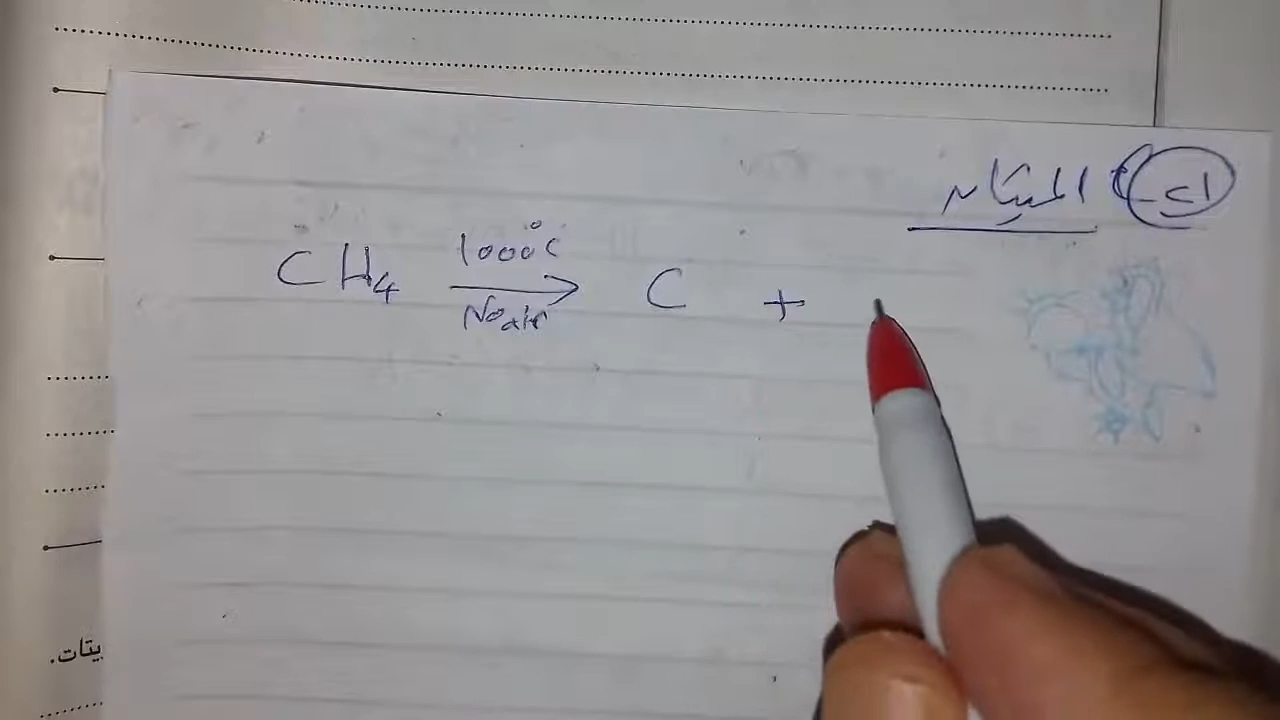 الميثان
CH4 1000°C → No air C +
يتات.